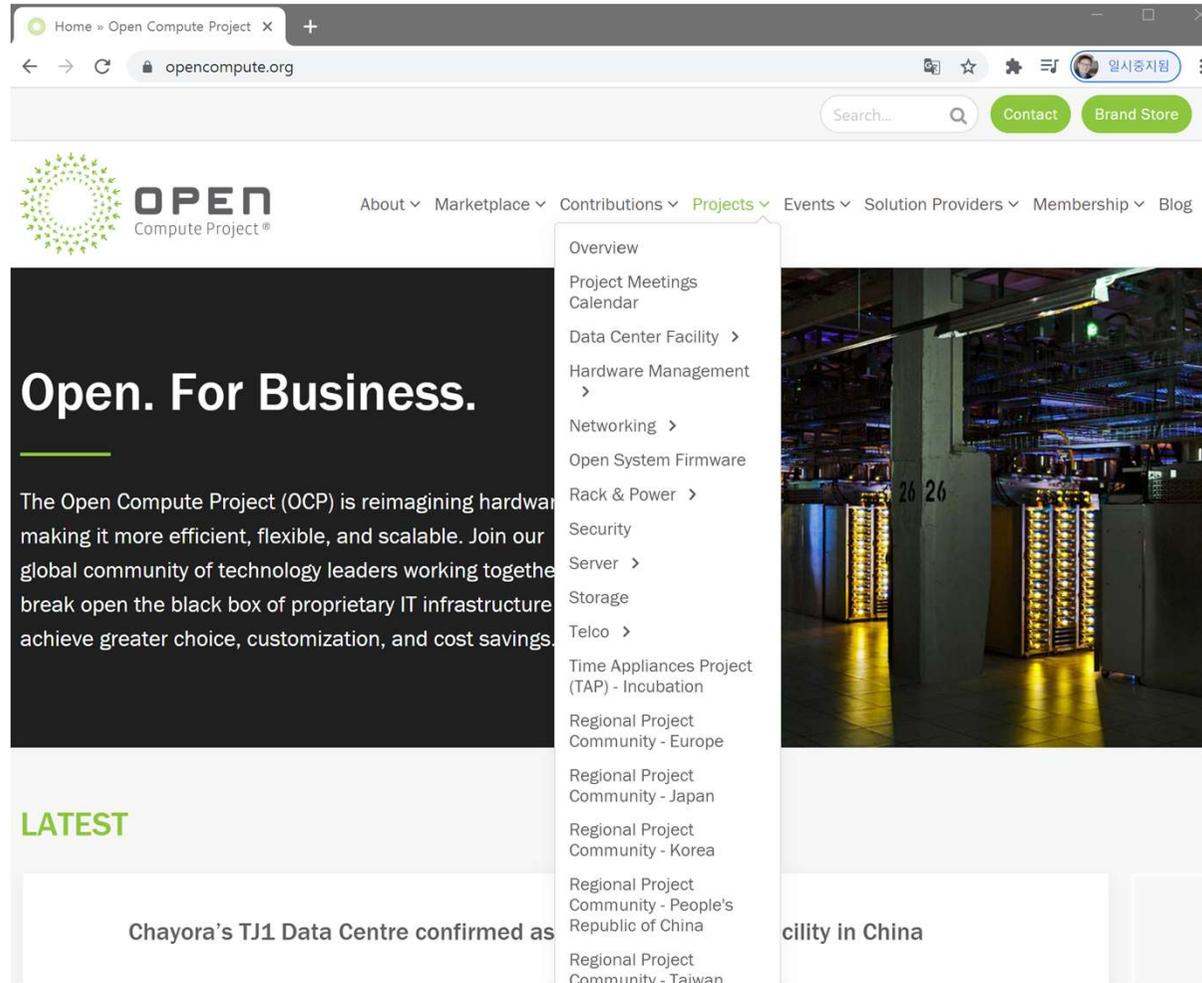 Home » Open Compute Project
opencompute.org
일시중지됨
Search...
Contact
Brand Store
OPEN
Compute Project®
About
Marketplace
Contributions
Projects
Events
Solution Providers
Membership
Blog
Overview
Project Meetings
Calendar
Data Center Facility
Hardware Management
Networking
Open System Firmware
Rack & Power
Security
Server
Storage
Telco
Time Appliances Project
(TAP) - Incubation
Regional Project
Community - Europe
Regional Project
Community - Japan
Regional Project
Community - Korea
Regional Project
Community - People's
Republic of China
Regional Project
Community - Taiwan
Open. For Business.
The Open Compute Project (OCP) is reimagining hardwar
making it more efficient, flexible, and scalable. Join our
global community of technology leaders working togethe
break open the black box of proprietary IT infrastructure
achieve greater choice, customization, and cost savings.
26 26
LATEST
Chayora's TJ1 Data Centre confirmed as cility in China